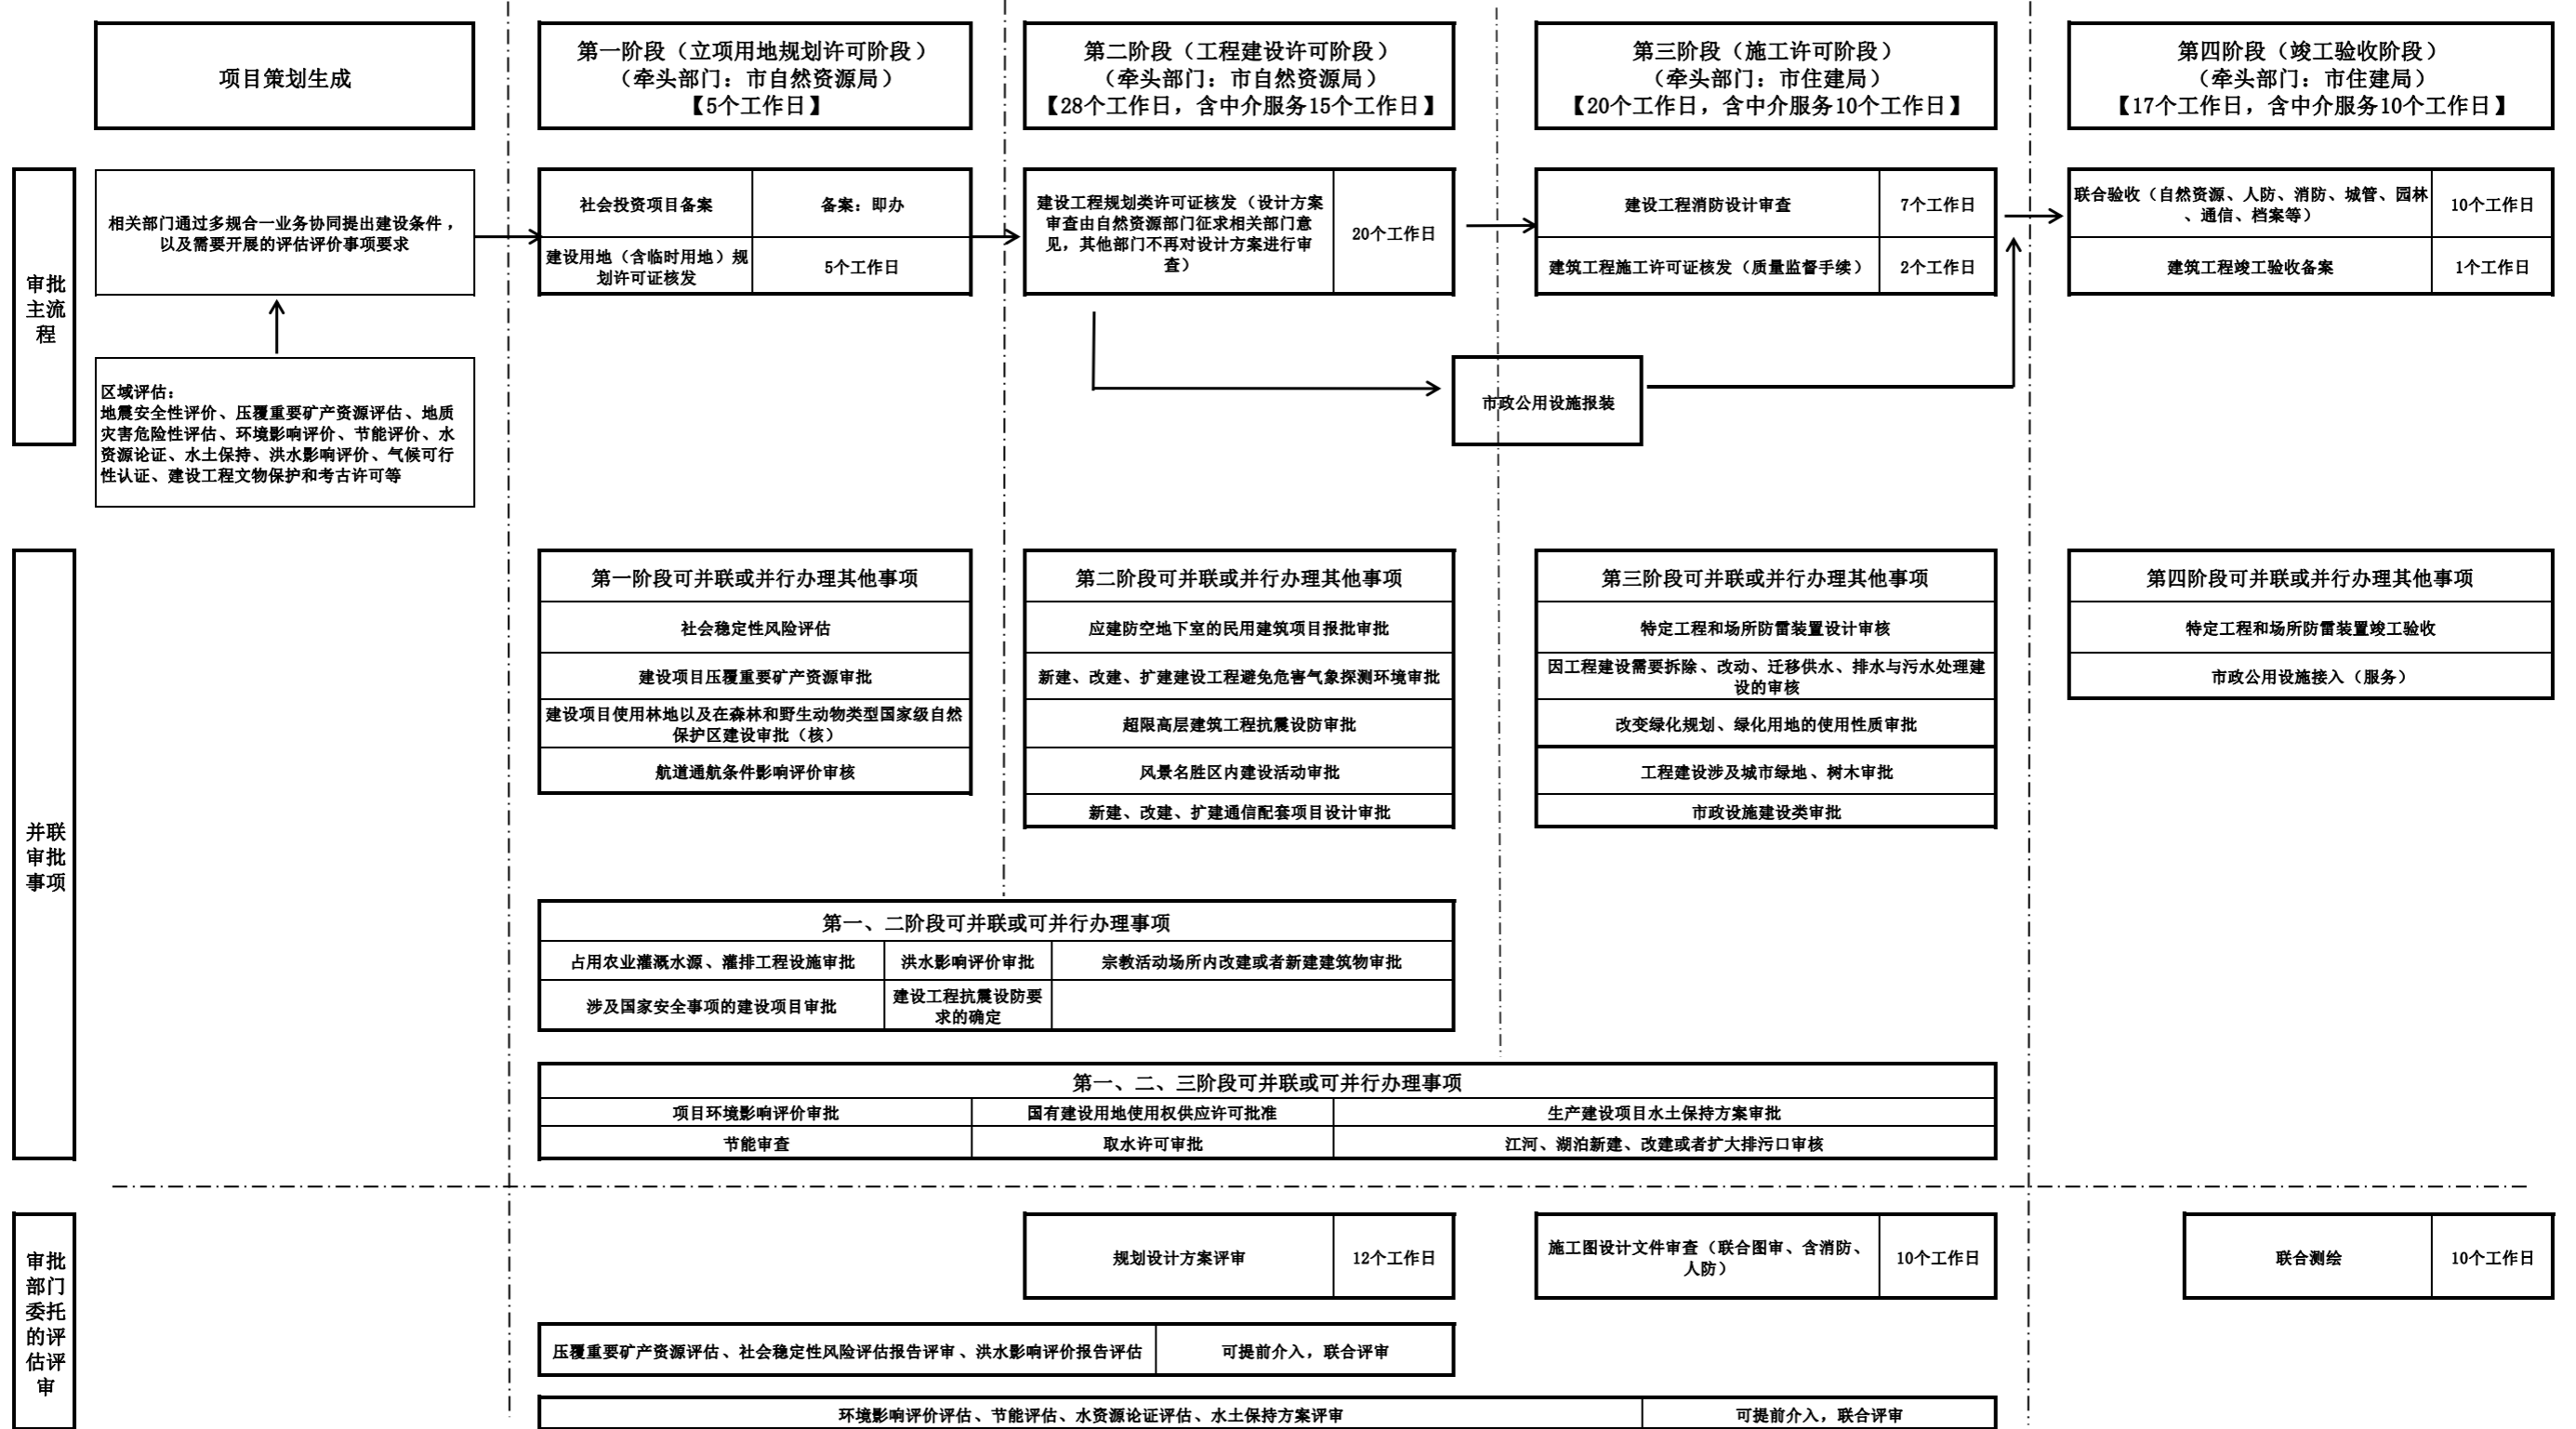 项目策划生成
第一阶段（立项用地规划许可阶段）
（牵头部门：市自然资源局）
【5个工作日】
第二阶段（工程建设许可阶段）
（牵头部门：市自然资源局）
【28个工作日，含中介服务15个工作日】
第三阶段（施工许可阶段）
（牵头部门：市住建局）
【20个工作日，含中介服务10个工作日】
第四阶段（竣工验收阶段）
（牵头部门：市住建局）
【17个工作日，含中介服务10个工作日】
审批
主流
程
相关部门通过多规合一业务协同提出建设条件，
以及需要开展的评估评价事项要求
社会投资项目备案
备案：即办
建设用地（含临时用地）规
划许可证核发
5个工作日
建设工程规划类许可证核发（设计方案
审查由自然资源部门征求相关部门意
见，其他部门不再对设计方案进行审
查）
20个工作日
建设工程消防设计审查
7个工作日
建筑工程施工许可证核发（质量监督手续）
2个工作日
联合验收（自然资源、人防、消防、城管、园林
、通信、档案等）
10个工作日
建筑工程竣工验收备案
1个工作日
区域评估：
地震安全性评价、压覆重要矿产资源评估、地质
灾害危险性评估、环境影响评价、节能评价、水
资源论证、水土保持、洪水影响评价、气候可行
性认证、建设工程文物保护和考古许可等
市政公用设施报装
并联
审批
事项
第一阶段可并联或并行办理其他事项
社会稳定性风险评估
建设项目压覆重要矿产资源审批
建设项目使用林地以及在森林和野生动物类型国家级自然
保护区建设审批（核）
航道通航条件影响评价审核
第二阶段可并联或并行办理其他事项
应建防空地下室的民用建筑项目报批审批
新建、改建、扩建建设工程避免危害气象探测环境审批
超限高层建筑工程抗震设防审批
风景名胜区内建设活动审批
新建、改建、扩建通信配套项目设计审批
第三阶段可并联或并行办理其他事项
特定工程和场所防雷装置设计审核
因工程建设需要拆除、改动、迁移供水、排水与污水处理建
设的审核
改变绿化规划、绿化用地的使用性质审批
工程建设涉及城市绿地、树木审批
市政设施建设类审批
第四阶段可并联或并行办理其他事项
特定工程和场所防雷装置竣工验收
市政公用设施接入（服务）
第一、二阶段可并联或可并行办理事项
占用农业灌溉水源、灌排工程设施审批
洪水影响评价审批
宗教活动场所内改建或者新建建筑物审批
涉及国家安全事项的建设项目审批
建设工程抗震设防要
求的确定
第一、二、三阶段可并联或可并行办理事项
项目环境影响评价审批
国有建设用地使用权供应许可批准
生产建设项目水土保持方案审批
节能审查
取水许可审批
江河、湖泊新建、改建或者扩大排污口审核
审批
部门
委托
的评
估评
审
规划设计方案评审
12个工作日
施工图设计文件审查（联合图审、含消防、
人防）
10个工作日
联合测绘
10个工作日
压覆重要矿产资源评估、社会稳定性风险评估报告评审、洪水影响评价报告评估
可提前介入，联合评审
环境影响评价评估、节能评估、水资源论证评估、水土保持方案评审
可提前介入，联合评审